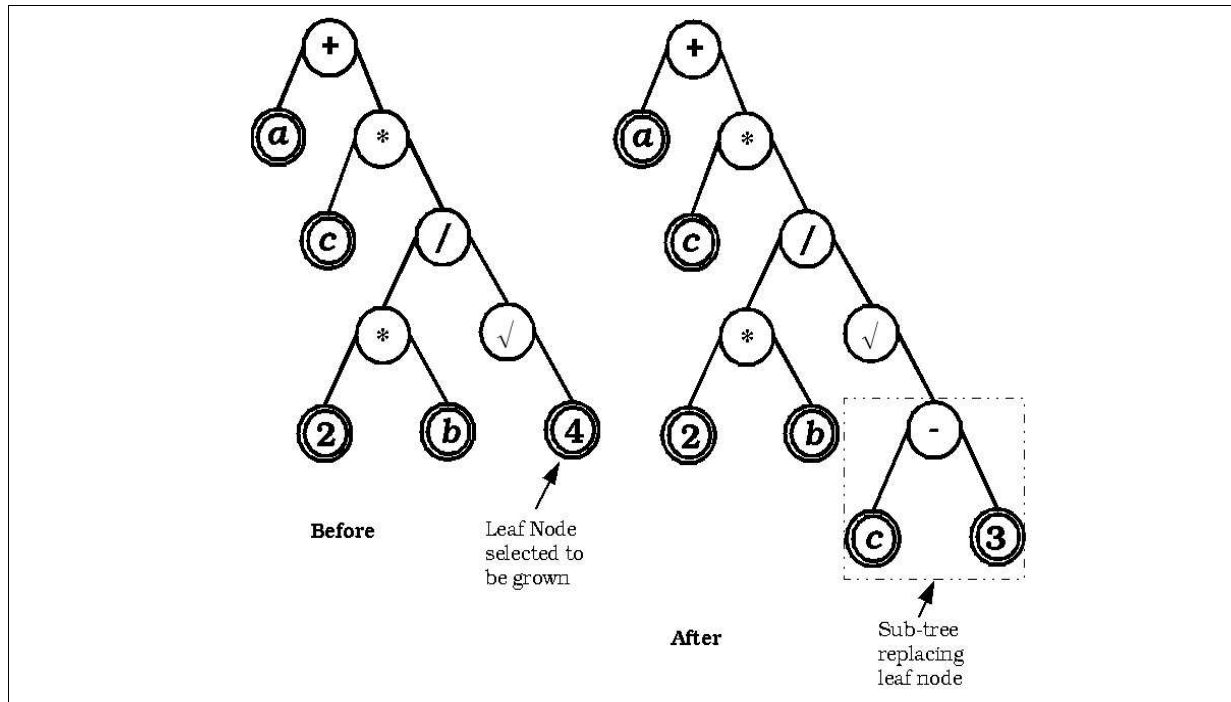 + +
a * a *
c / c /
* √ * √
2 b 4 2 b -
c 3
Before
Leaf Node
selected to
be grown
After
Sub-tree
replacing
leaf node